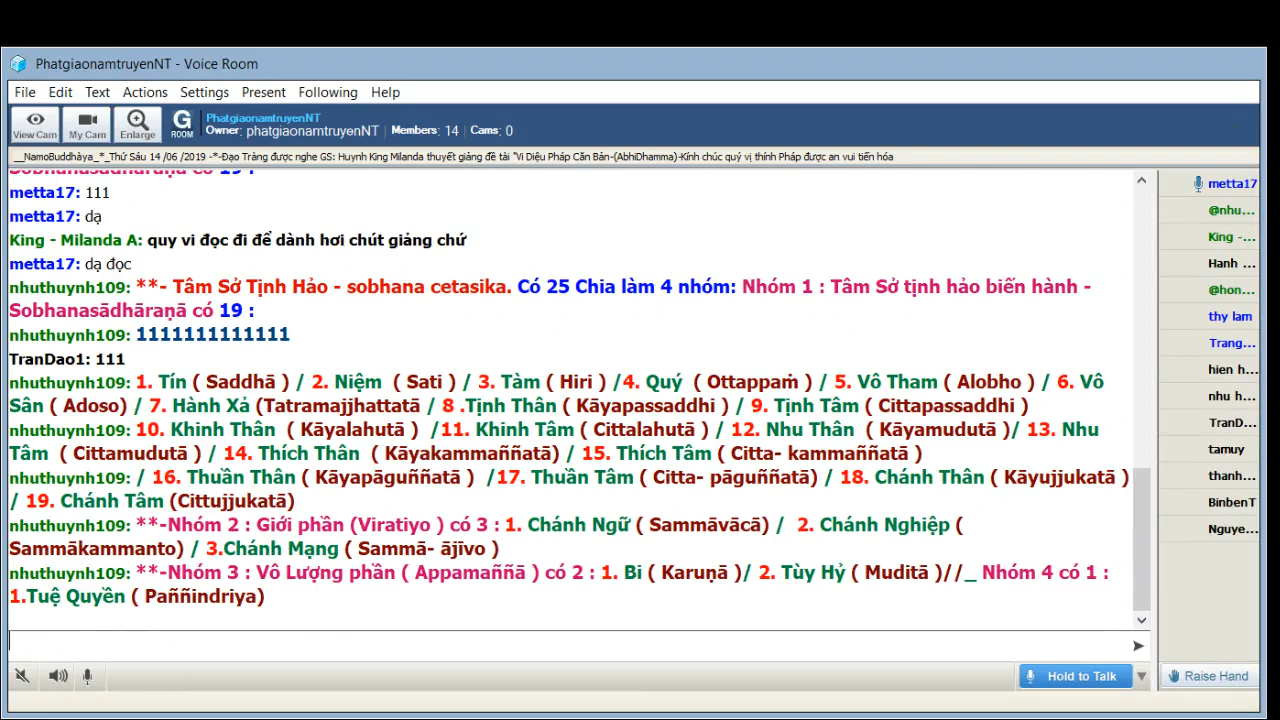 PhatgiaonamtruyenNT - Voice Room
File Edit Text Actions Settings Present Following Help
View Cam My Cam Enlarge G ROOM PhatgiaonamtruyenNT
Owner: phatgiaonamtruyenNT | Members: 14 | Cams: 0
__NamoBuddhàya_*_Thứ Sáu 14 /06 /2019 -*-Đạo Tràng được nghe GS: Huynh King Milanda thuyết giảng đề tài "Vi Diệu Pháp Căn Bản-(AbhiDhamma)-Kính chúc quý vị thính Pháp được an vui tiến hóa
Sobhanasādhāraṇā có 19 :
metta17: 111
metta17: dạ
King - Milanda A: quy vi đọc đi để dành hơi chút giảng chứ
metta17: dạ đọc
nhuthuynh109: **- Tâm Sở Tịnh Hảo - sobhana cetasika. Có 25 Chia làm 4 nhóm: Nhóm 1 : Tâm Sở tịnh hảo biến hành -
Sobhanasādhāraṇā có 19 :
nhuthuynh109: 1111111111111
TranDao1: 111
nhuthuynh109: 1. Tín ( Saddhā ) / 2. Niệm ( Sati ) / 3. Tàm ( Hiri ) /4. Quý ( Ottappaṁ ) / 5. Vô Tham ( Alobho ) / 6. Vô
Sân ( Adoso) / 7. Hành Xả (Tatramajjhattatā / 8 .Tịnh Thân ( Kāyapassaddhi ) / 9. Tịnh Tâm ( Cittapassaddhi )
nhuthuynh109: 10. Khinh Thân ( Kāyalahutā ) /11. Khinh Tâm ( Cittalahutā ) / 12. Nhu Thân ( Kāyamudutā )/ 13. Nhu
Tâm ( Cittamudutā ) / 14. Thích Thân ( Kāyakammaññatā) / 15. Thích Tâm ( Citta- kammaññatā )
nhuthuynh109: / 16. Thuần Thân ( Kāyapāguññatā ) /17. Thuần Tâm ( Citta- pāguññatā) / 18. Chánh Thân ( Kāyujjukatā )
/ 19. Chánh Tâm (Cittujjukatā)
nhuthuynh109: **-Nhóm 2 : Giới phần (Viratiyo ) có 3 : 1. Chánh Ngữ ( Sammāvācā) / 2. Chánh Nghiệp (
Sammākammanto) / 3.Chánh Mạng ( Sammā- ājīvo )
nhuthuynh109: **-Nhóm 3 : Vô Lượng phần ( Appamaññā ) có 2 : 1. Bi ( Karuṇā )/ 2. Tùy Hỷ ( Muditā )//_ Nhóm 4 có 1 :
1.Tuệ Quyền ( Paññindriya)
metta17
@nhu...
King -...
Hanh ...
@hon...
thy lam
Trang...
hien h...
nhu h...
TranD...
tamuy
thanh...
BinbenT
Nguye...
Hold to Talk
Raise Hand